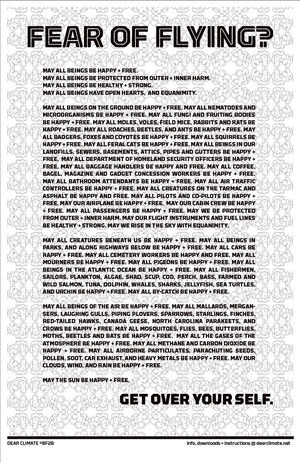 FEAR OF FLYING?
MAY ALL BEINGS BE HAPPY + FREE.
MAY ALL BEINGS BE PROTECTED FROM OUTER + INNER HARM.
MAY ALL BEINGS BE HEALTHY + STRONG.
MAY ALL BEINGS HAVE OPEN HEARTS, AND EQUANIMITY.
MAY ALL BEINGS ON THE GROUND BE HAPPY + FREE. MAY ALL NEMATODES AND
MICROORGANISMS BE HAPPY + FREE. MAY ALL FUNGI AND FRUITING BODIES
BE HAPPY + FREE. MAY ALL MOLES, VOLES, FIELD MICE, RABBITS AND RATS BE
HAPPY + FREE. MAY ALL ROACHES, BEETLES, AND ANTS BE HAPPY + FREE. MAY
ALL BADGERS, FOXES AND COYOTES BE HAPPY + FREE. MAY ALL SQUIRRELS BE
HAPPY + FREE. MAY ALL FERAL CATS BE HAPPY + FREE. MAY ALL BEINGS IN OUR
LANDFILLS, SEWERS, BASEMENTS, ATTICS, PIPES AND GUTTERS BE HAPPY +
FREE. MAY ALL DEPARTMENT OF HOMELAND SECURITY OFFICERS BE HAPPY +
FREE. MAY ALL BAGGAGE HANDLERS BE HAPPY AND FREE. MAY ALL COFFEE,
BAGEL, MAGAZINE AND GADGET CONCESSION WORKERS BE HAPPY + FREE.
MAY ALL BATHROOM ATTENDANTS BE HAPPY + FREE. MAY ALL AIR TRAFFIC
CONTROLLERS BE HAPPY + FREE. MAY ALL CREATURES ON THE TARMAC AND
ASPHALT BE HAPPY AND FREE. MAY ALL PILOTS AND CO-PILOTS BE HAPPY +
FREE. MAY OUR AIRPLANE BE HAPPY + FREE. MAY OUR CABIN CREW BE HAPPY
+ FREE. MAY ALL PASSENGERS BE HAPPY + FREE. MAY WE BE PROTECTED
FROM OUTER + INNER HARM. MAY OUR FLIGHT INSTRUMENTS AND FUEL LINES
BE HEALTHY + STRONG. MAY WE RISE IN THE SKY WITH EQUANIMITY.
MAY ALL CREATURES BENEATH US BE HAPPY + FREE. MAY ALL BEINGS IN
PARKS, AND ALONG HIGHWAYS BELOW BE HAPPY + FREE. MAY ALL CARS BE
HAPPY + FREE. MAY ALL CEMETERY WORKERS BE HAPPY AND FREE. MAY ALL
MOURNERS BE HAPPY + FREE. MAY ALL PIGEONS BE HAPPY + FREE. MAY ALL
BEINGS IN THE ATLANTIC OCEAN BE HAPPY + FREE. MAY ALL FISHERMEN,
SAILORS, PLANKTON, ALGAE, SHAD, SCUP, COD, PERCH, BASS, FARMED AND
WILD SALMON, TUNA, DOLPHIN, WHALES, SHARKS, JELLYFISH, SEA TURTLES,
AND URCHIN BE HAPPY + FREE. MAY ALL BY-CATCH BE HAPPY + FREE.
MAY ALL BEINGS OF THE AIR BE HAPPY + FREE. MAY ALL MALLARDS, MERGAN-
SERS, LAUGHING GULLS, PIPING PLOVERS, SPARROWS, STARLINGS, FINCHES,
RED-TAILED HAWKS, CANADA GEESE, NORTH CAROLINA PARAKEETS, AND
CROWS BE HAPPY + FREE. MAY ALL MOSQUITOES, FLIES, BEES, BUTTERFLIES,
MOTHS, BEETLES AND BATS BE HAPPY + FREE. MAY ALL THE GASES OF THE
ATMOSPHERE BE HAPPY + FREE. MAY ALL METHANE AND CARBON DIOXIDE BE
HAPPY + FREE. MAY ALL AIRBORNE PARTICULATES, PARACHUTING SEEDS,
POLLEN, SOOT, CAR EXHAUST, AND HEAVY METALS BE HAPPY + FREE. MAY OUR
CLOUDS, WIND, AND RAIN BE HAPPY + FREE.
MAY THE SUN BE HAPPY + FREE.
GET OVER YOUR SELF.
DEAR CLIMATE #BF2B
info, downloads + instructions @ dearclimate.net